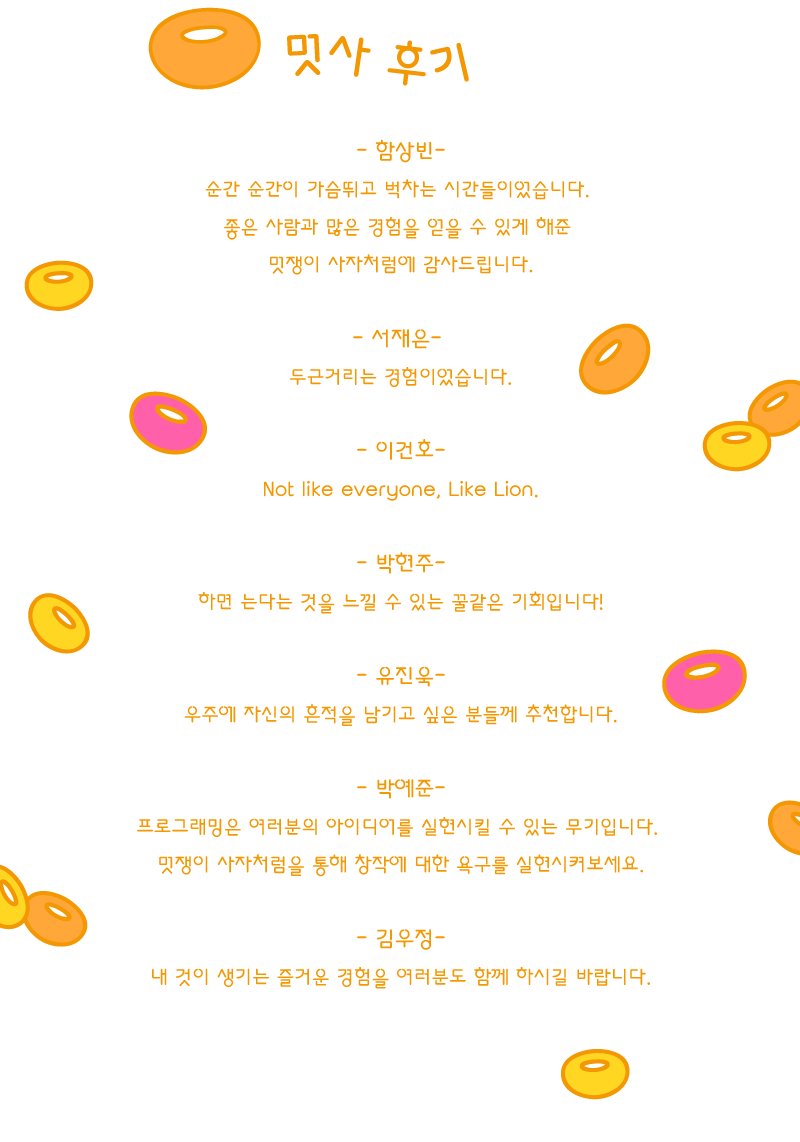 멋사 후기
- 함상빈-
순간 순간이 가슴뛰고 벅차는 시간들이었습니다.
좋은 사람과 많은 경험을 얻을 수 있게 해준
멋쟁이 사자처럼에 감사드립니다.
- 서재은-
두근거리는 경험이었습니다.
- 이건호-
Not like everyone, Like Lion.
- 박현주-
하면 는다는 것을 느낄 수 있는 꿀같은 기회입니다!
- 유진욱-
우주에 자신의 흔적을 남기고 싶은 분들께 추천합니다.
- 박예준-
프로그래밍은 여러분의 아이디어를 실현시킬 수 있는 무기입니다.
멋쟁이 사자처럼을 통해 창작에 대한 욕구를 실현시켜보세요.
- 김우정-
내 것이 생기는 즐거운 경험을 여러분도 함께 하시길 바랍니다.